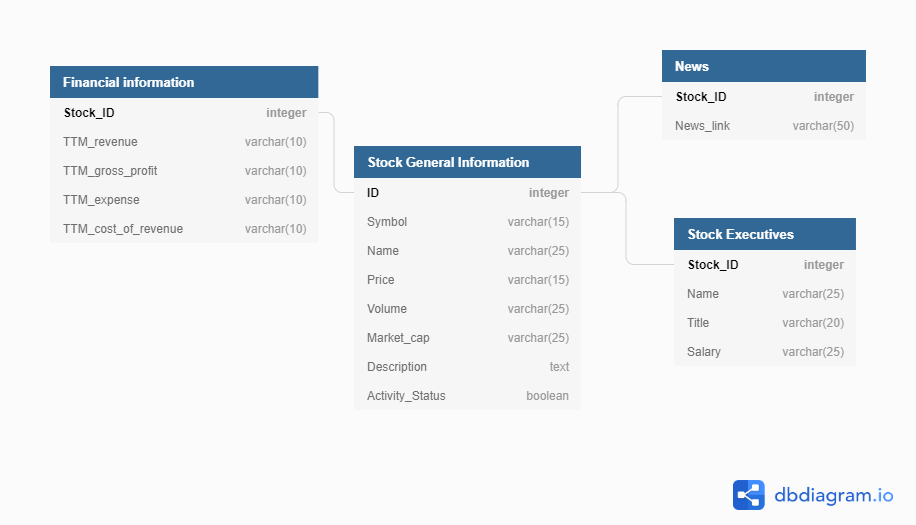 Financial information
Stock_ID integer
TTM_revenue varchar(10)
TTM_gross_profit varchar(10)
TTM_expense varchar(10)
TTM_cost_of_revenue varchar(10)
Stock General Information
ID integer
Symbol varchar(15)
Name varchar(25)
Price varchar(15)
Volume varchar(25)
Market_cap varchar(25)
Description text
Activity_Status boolean
News
Stock_ID integer
News_link varchar(50)
Stock Executives
Stock_ID integer
Name varchar(25)
Title varchar(20)
Salary varchar(25)
dbdiagram.io